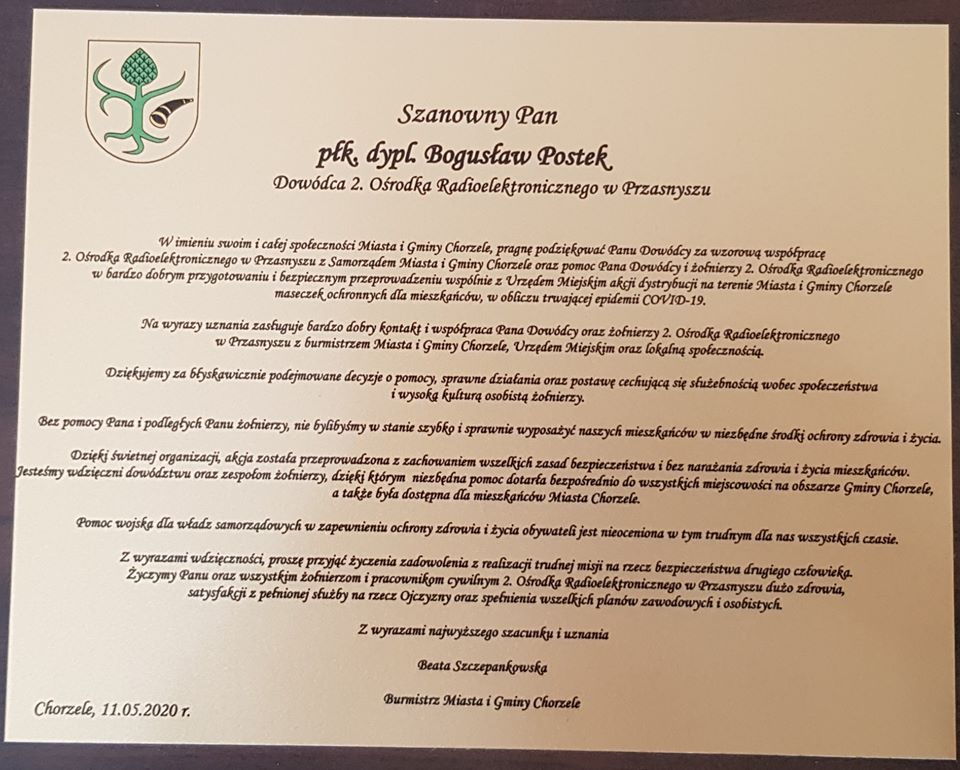 Szanowny Pan
płk. dypl. Bogusław Postek
Dowódca 2. Ośrodka Radioelektronicznego w Przasnyszu
W imieniu swoim i całej społeczności Miasta i Gminy Chorzele, pragnę podziękować Panu Dowódcy za wzorową współpracę
2. Ośrodka Radioelektronicznego w Przasnyszu z Samorządem Miasta i Gminy Chorzele oraz pomoc Pana Dowódcy i żołnierzy 2. Ośrodka Radioelektronicznego
w bardzo dobrym przygotowaniu i bezpiecznym przeprowadzeniu wspólnie z Urzędem Miejskim akcji dystrybucji na terenie Miasta i Gminy Chorzele
maseczek ochronnych dla mieszkańców, w obliczu trwającej epidemii COVID-19.
Na wyrazy uznania zasługuje bardzo dobry kontakt i współpraca Pana Dowódcy oraz żołnierzy 2. Ośrodka Radioelektronicznego
w Przasnyszu z burmistrzem Miasta i Gminy Chorzele, Urzędem Miejskim oraz lokalną społecznością.
Dziękujemy za błyskawicznie podejmowane decyzje o pomocy, sprawne działania oraz postawę cechującą się służebnością wobec społeczeństwa
i wysoką kulturą osobistą żołnierzy.
Bez pomocy Pana i podległych Panu żołnierzy, nie bylibyśmy w stanie szybko i sprawnie wyposażyć naszych mieszkańców w niezbędne środki ochrony zdrowia i życia.
Dzięki świetnej organizacji, akcja została przeprowadzona z zachowaniem wszelkich zasad bezpieczeństwa i bez narażania zdrowia i życia mieszkańców.
Jesteśmy wdzięczni dowództwu oraz zespołom żołnierzy, dzięki którym niezbędna pomoc dotarła bezpośrednio do wszystkich miejscowości na obszarze Gminy Chorzele,
a także była dostępna dla mieszkańców Miasta Chorzele.
Pomoc wojska dla władz samorządowych w zapewnieniu ochrony zdrowia i życia obywateli jest nieoceniona w tym trudnym dla nas wszystkich czasie.
Z wyrazami wdzięczności, proszę przyjąć życzenia zadowolenia z realizacji trudnej misji na rzecz bezpieczeństwa drugiego człowieka.
Życzymy Panu oraz wszystkim żołnierzom i pracownikom cywilnym 2. Ośrodka Radioelektronicznego w Przasnyszu dużo zdrowia,
satysfakcji z pełnionej służby na rzecz Ojczyzny oraz spełnienia wszelkich planów zawodowych i osobistych.
Z wyrazami najwyższego szacunku i uznania
Beata Szczepankowska
Burmistrz Miasta i Gminy Chorzele
Chorzele, 11.05.2020 r.